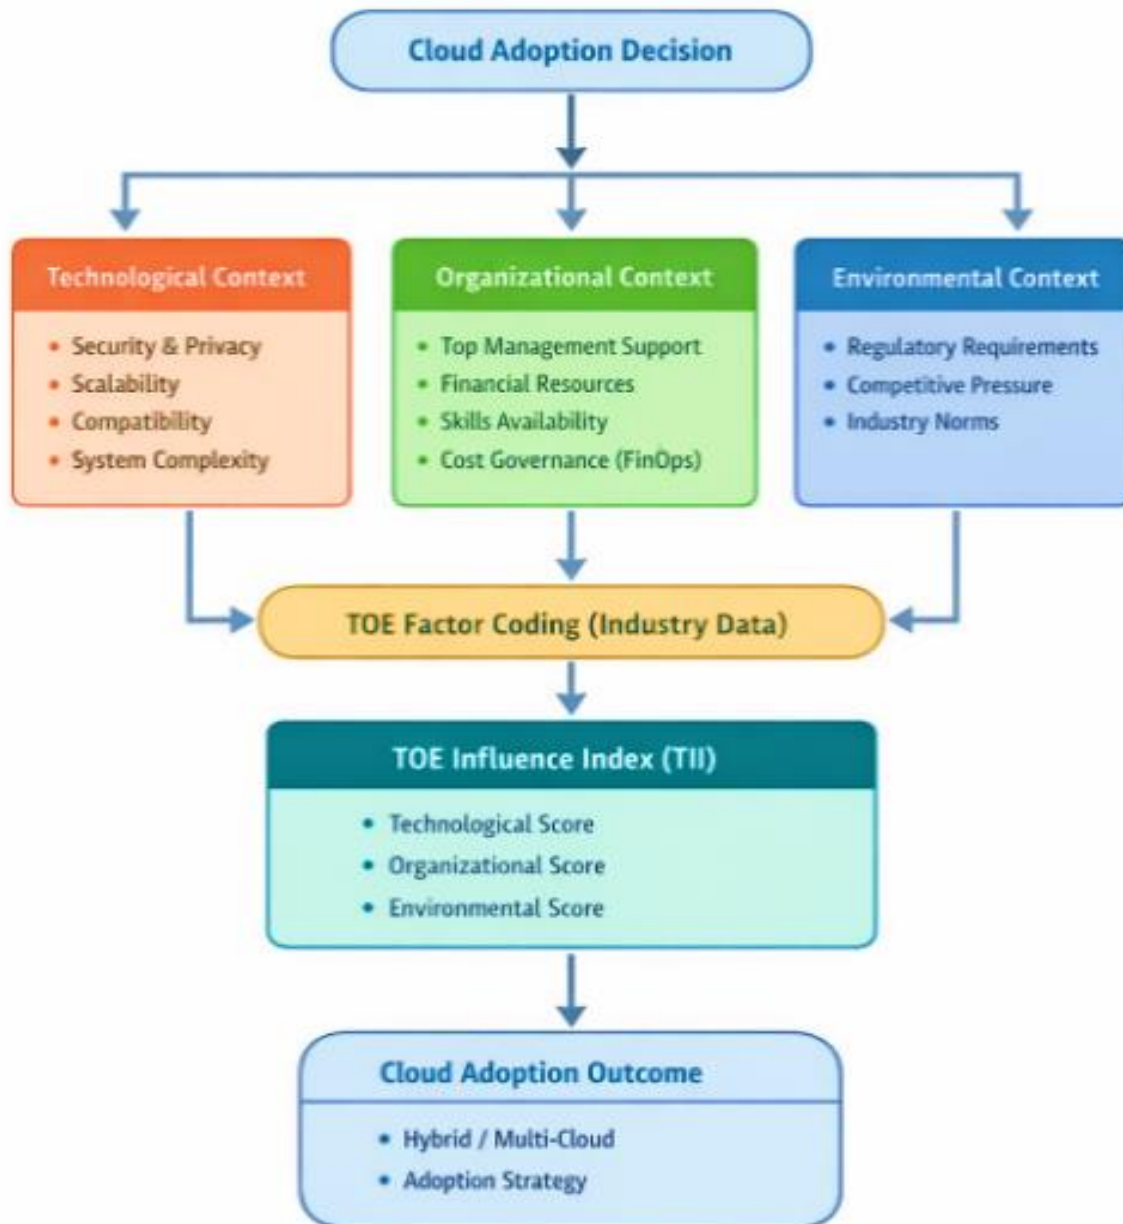 Cloud Adoption Decision
Technological Context
• Security & Privacy
• Scalability
• Compatibility
• System Complexity
Organizational Context
• Top Management Support
• Financial Resources
• Skills Availability
• Cost Governance (FinOps)
Environmental Context
• Regulatory Requirements
• Competitive Pressure
• Industry Norms
TOE Factor Coding (Industry Data)
TOE Influence Index (TII)
• Technological Score
• Organizational Score
• Environmental Score
Cloud Adoption Outcome
• Hybrid / Multi-Cloud
• Adoption Strategy